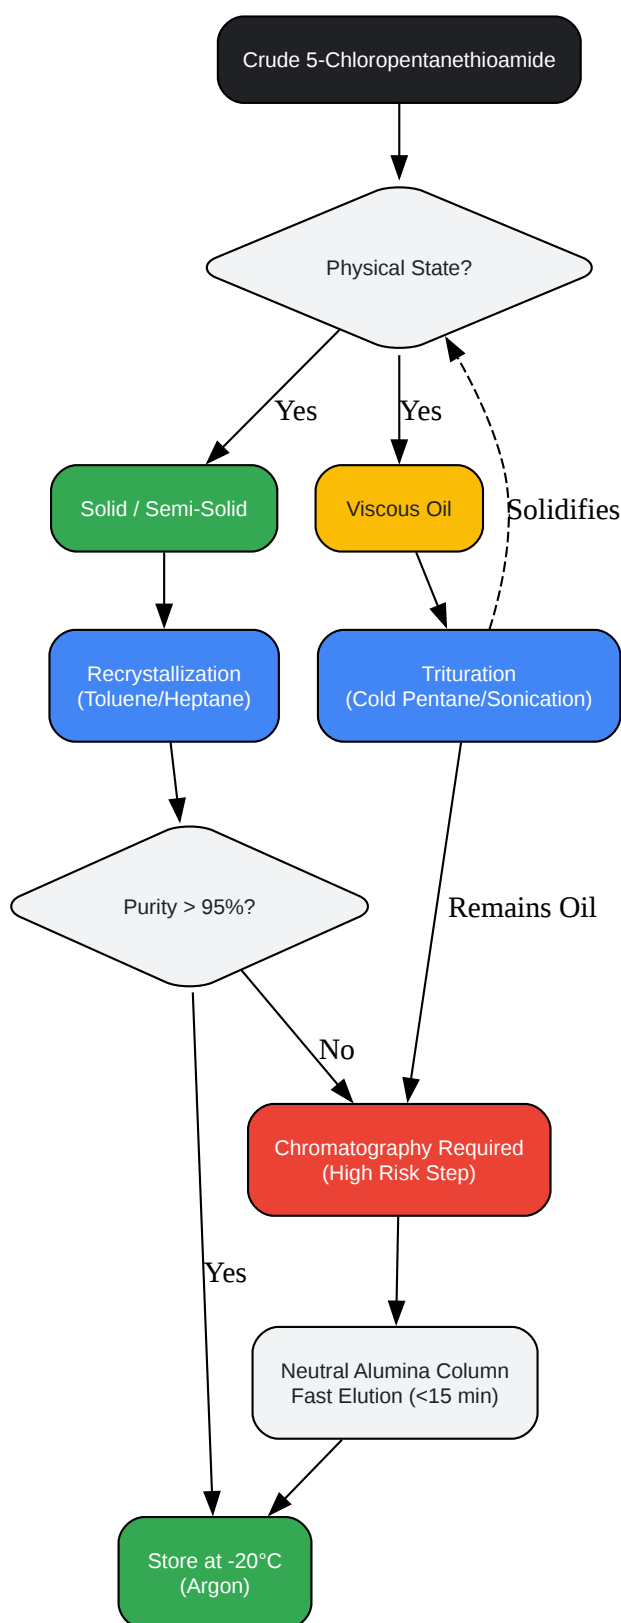 Crude 5-Chloropentanethioamide
Physical State?
Yes
Yes
Solid / Semi-Solid
Viscous Oil
Solidifies
Recrystallization
(Toluene/Heptane)
Trituration
(Cold Pentane/Sonication)
Purity > 95%?
Remains Oil
No
Chromatography Required
(High Risk Step)
Yes
Neutral Alumina Column
Fast Elution (<15 min)
Store at -20°C
(Argon)